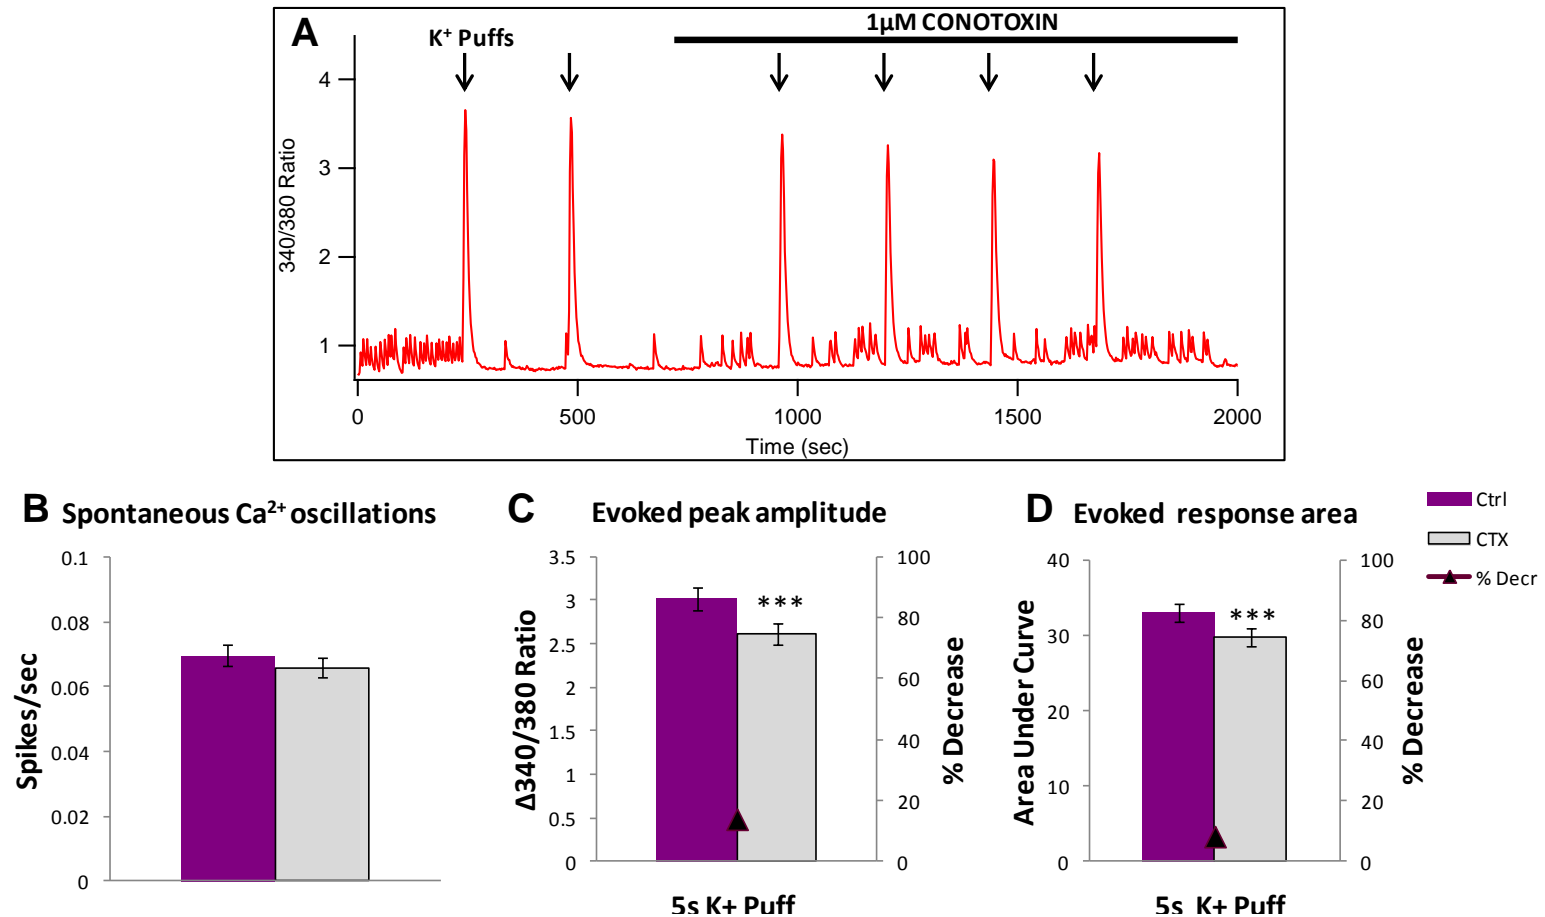 A
K+ Puffs
1µM CONOTOXIN
340/380 Ratio
4
3
2
1
0
500
1000
1500
2000
Time (sec)
B Spontaneous Ca2+ oscillations
Spikes/sec
0.1
0.08
0.06
0.04
0.02
0
C Evoked peak amplitude
Δ340/380 Ratio
3.5
3
2.5
2
1.5
1
0.5
0
***
100
80
60
40
20
0
% Decrease
5s K+ Puff
D Evoked response area
Area Under Curve
40
30
20
10
0
***
100
80
60
40
20
0
% Decrease
5s K+ Puff
Ctrl
CTX
% Decr